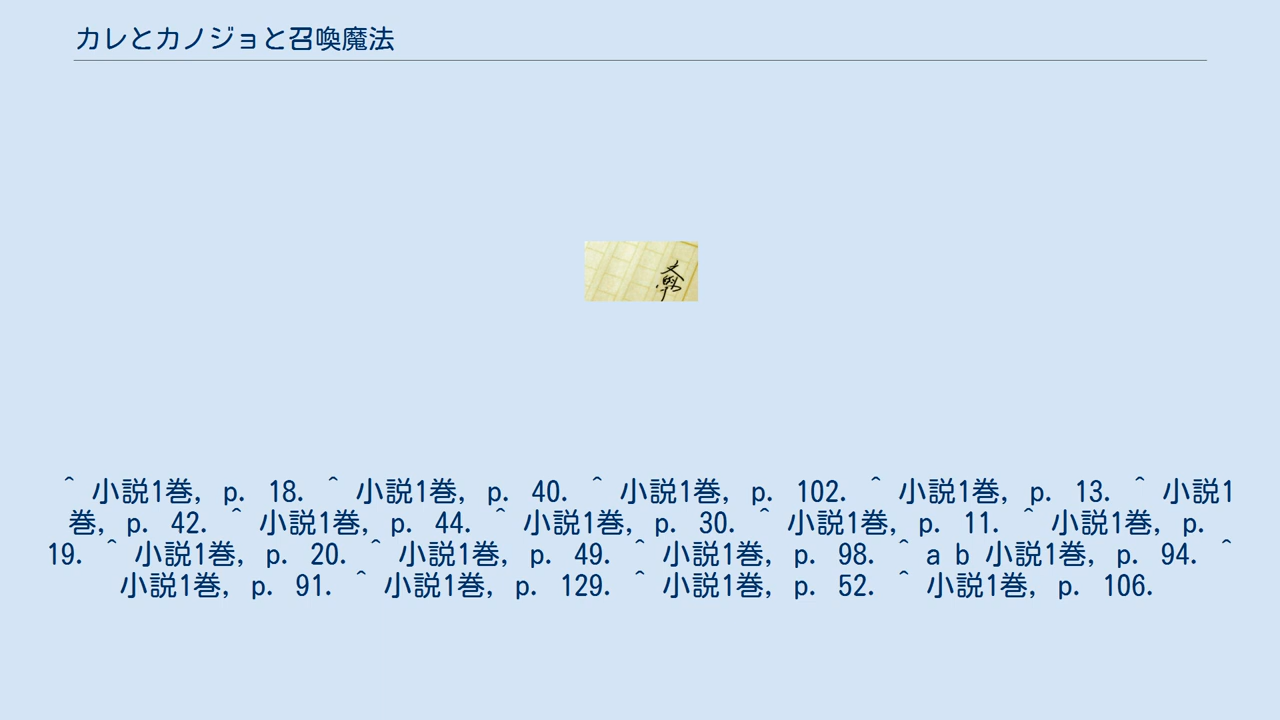 カレとカノジョと召喚魔法
^ 小説1巻, p. 18. ^ 小説1巻, p. 40. ^ 小説1巻, p. 102. ^ 小説1巻, p. 13. ^ 小説1
巻, p. 42. ^ 小説1巻, p. 44. ^ 小説1巻, p. 30. ^ 小説1巻, p. 11. ^ 小説1巻, p.
19. ^ 小説1巻, p. 20. ^ 小説1巻, p. 49. ^ 小説1巻, p. 98. ^ a b 小説1巻, p. 94. ^
小説1巻, p. 91. ^ 小説1巻, p. 129. ^ 小説1巻, p. 52. ^ 小説1巻, p. 106.